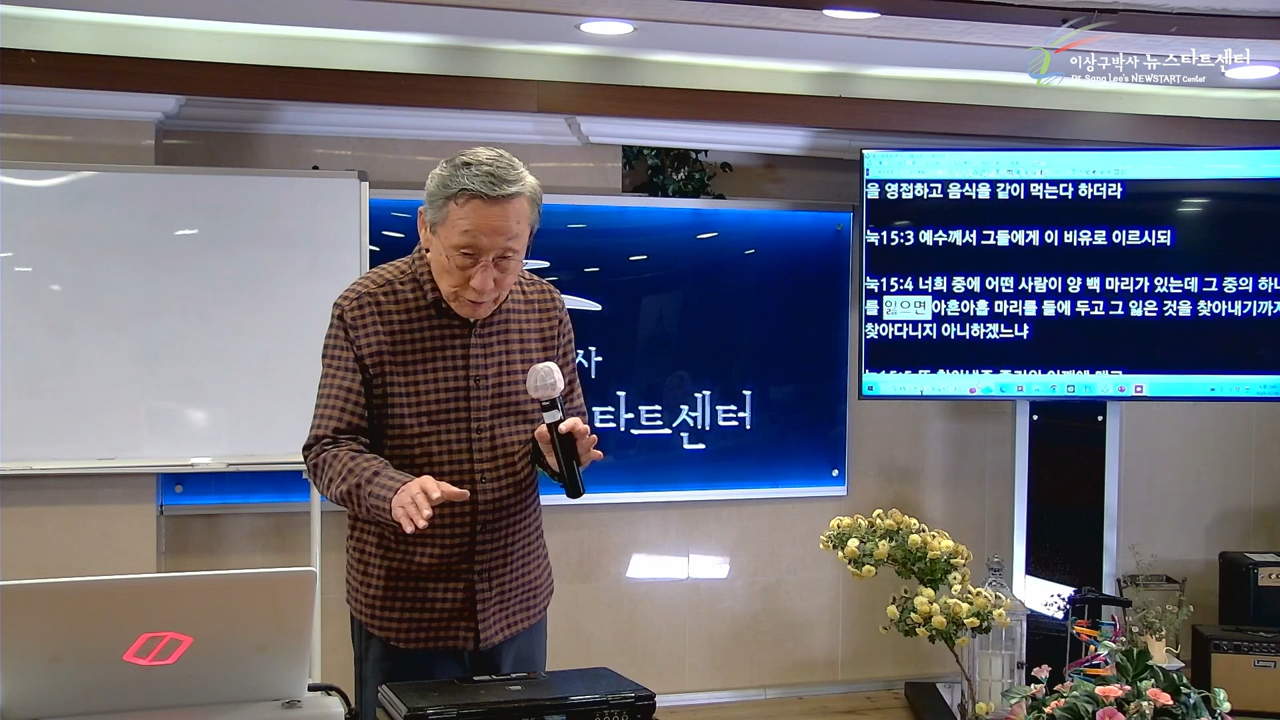 이상구박사 뉴스타트센터
Dr. Sang Lee's NEWSTART Center
을 영접하고 음식을 같이 먹는다 하더라
눅15:3 예수께서 그들에게 이 비유로 이르시되
눅15:4 너희 중에 어떤 사람이 양 백 마리가 있는데 그 중의 하나
를 잃으면 아흔아홉 마리를 들에 두고 그 잃은 것을 찾아내기까지
찾아다니지 아니하겠느냐
사
스타트센터